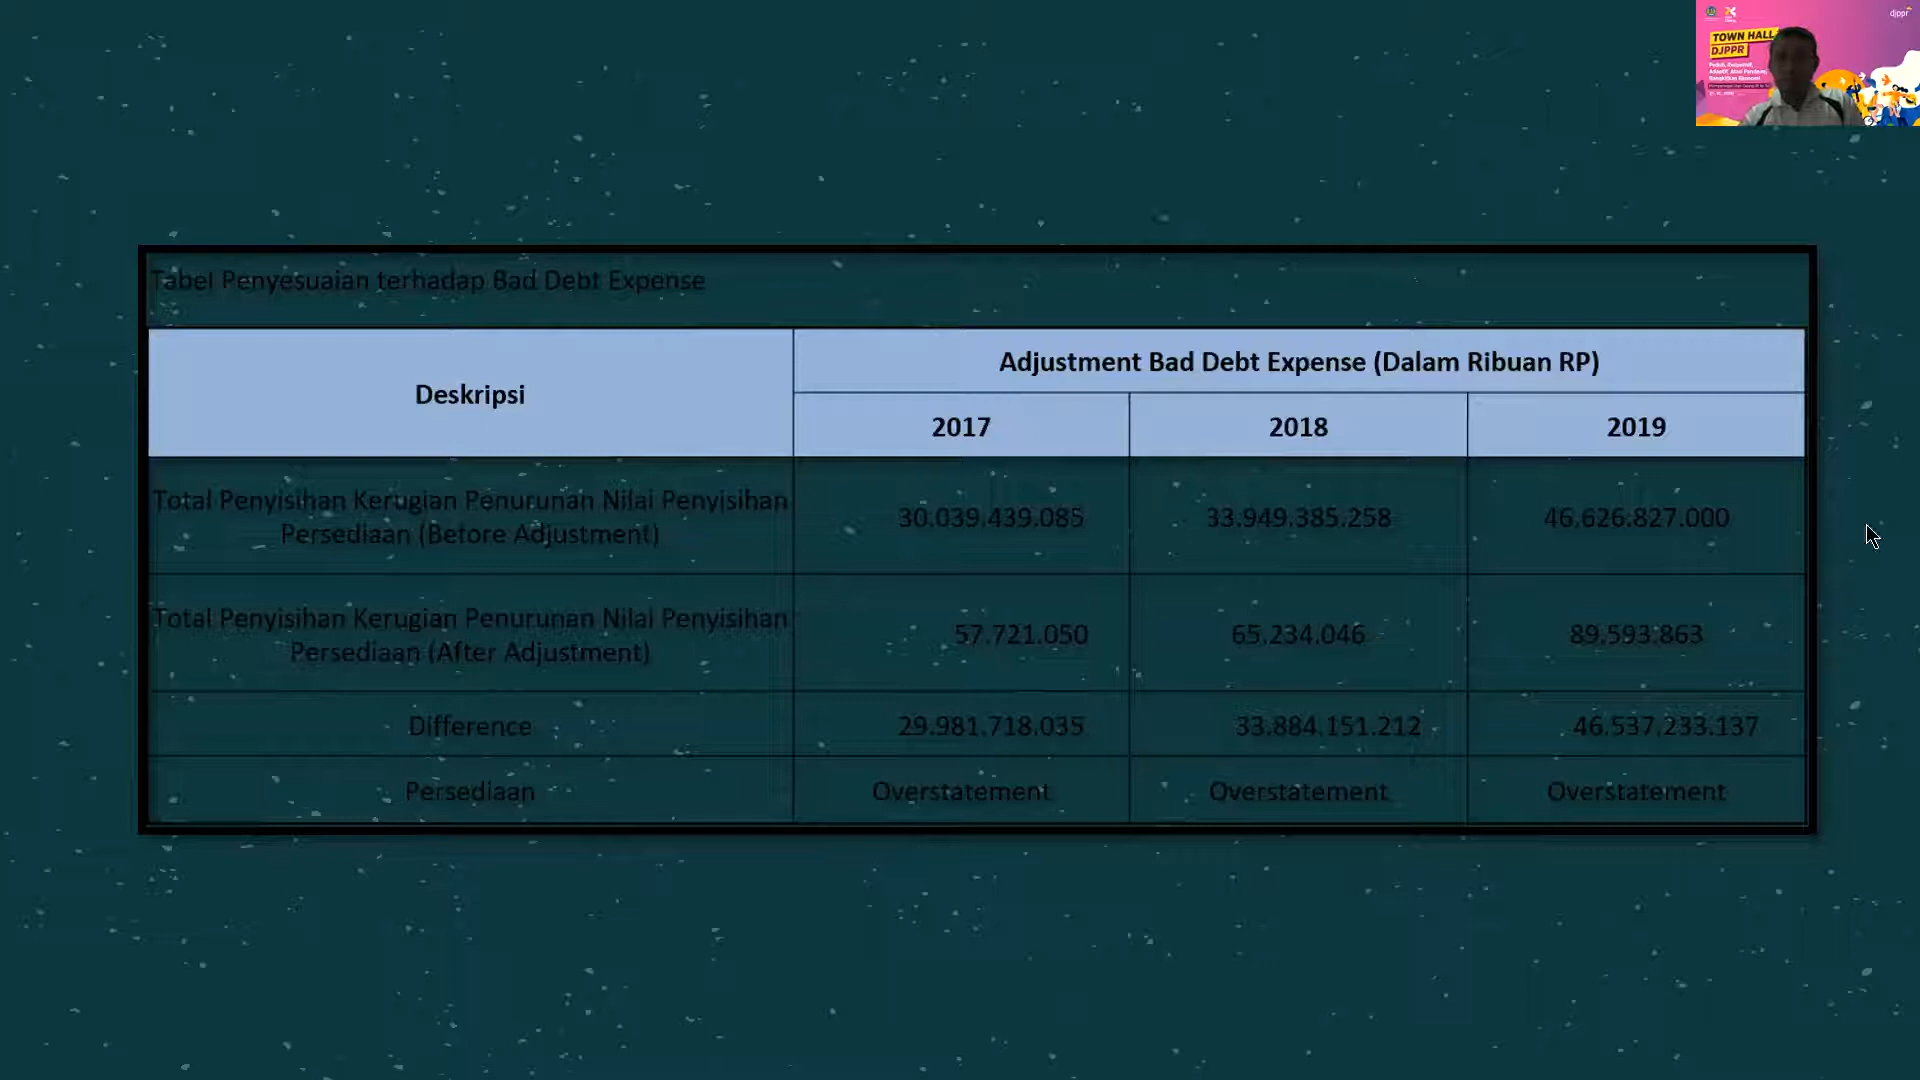 djppr
TOWN HALL
DJPPR
Tabel Penyesuaian terhadap Bad Debt Expense
Deskripsi
Adjustment Bad Debt Expense (Dalam Ribuan RP)
2017 2018 2019
Total Penyisihan Kerugian Penurunan Nilai Penyisihan
Persediaan (Before Adjustment)
30.039.439.085 33.949.385.258 46.626.827.000
Total Penyisihan Kerugian Penurunan Nilai Penyisihan
Persediaan (After Adjustment)
57.721.050 65.234.046 89.593.863
Difference 29.981.718.035 33.884.151.212 46.537.233.137
Persediaan Overstatement Overstatement Overstatement